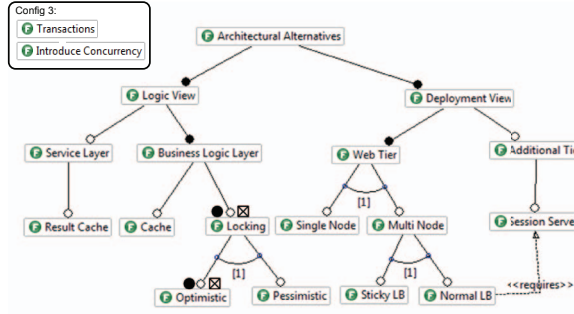 Config 3:
Transactions
Introduce Concurrency
Architectural Alternatives
Logic View
Deployment View
Service Layer
Business Logic Layer
Web Tier
Additional Ti
[1]
Result Cache
Cache
Locking
Single Node
Multi Node
Session Serve
[1]
[1]
<<requires>>
Optimistic
Pessimistic
Sticky LB
Normal LB